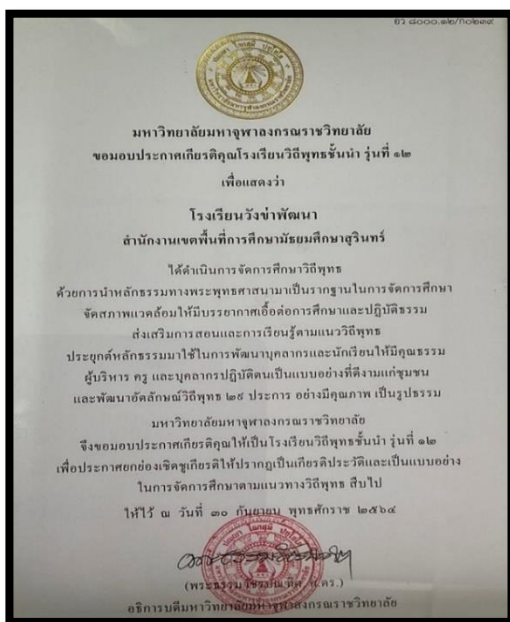 มหาวิทยาลัยมหาจุฬาลงกรณราชวิทยาลัย
ขอมอบประกาศเกียรติคุณโรงเรียนวิถีพุทธชั้นนำ รุ่นที่ ๑๒
เพื่อแสดงว่า
โรงเรียนวังข่าพัฒนา
สำนักงานเขตพื้นที่การศึกษามัธยมศึกษาสุรินทร์
ได้ดำเนินการจัดการศึกษาวิถีพุทธ
ด้วยการนำหลักธรรมทางพระพุทธศาสนามาเป็นรากฐานในการจัดการศึกษา
จัดสภาพแวดล้อมให้มีบรรยากาศเอื้อต่อการศึกษาและปฏิบัติธรรม
ส่งเสริมการสอนและการเรียนรู้ตามแนววิถีพุทธ
ประยุกต์หลักธรรมมาใช้ในการพัฒนาบุคลากรและนักเรียนให้มีคุณธรรม
ผู้บริหาร ครู และบุคลากรปฏิบัติตนเป็นแบบอย่างที่ดีงามแก่ชุมชน
และพัฒนาอัตลักษณ์วิถีพุทธ ๒๙ ประการ อย่างมีคุณภาพ เป็นรูปธรรม
มหาวิทยาลัยมหาจุฬาลงกรณราชวิทยาลัย
จึงขอมอบประกาศเกียรติคุณให้เป็นโรงเรียนวิถีพุทธชั้นนำ รุ่นที่ ๑๒
เพื่อประกาศยกย่องเชิดชูเกียรติให้ปรากฏเป็นเกียรติประวัติและเป็นแบบอย่าง
ในการจัดการศึกษาตามแนวทางวิถีพุทธ สืบไป
ให้ไว้ ณ วันที่ ๓๐ กันยายน พุทธศักราช ๒๕๖๔
อธิการบดีมหาวิทยาลัยมหาจุฬาลงกรณราชวิทยาลัย